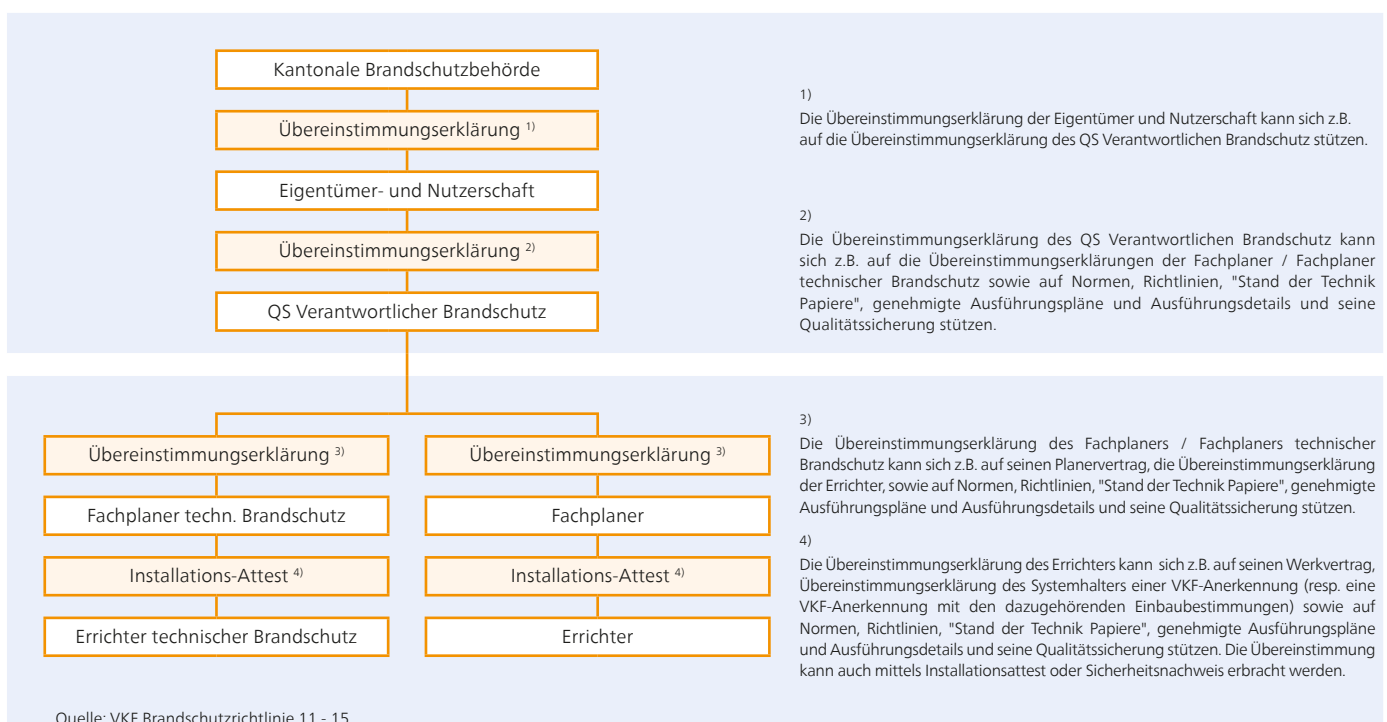 Kantonale Brandschutzbehörde
Übereinstimmungserklärung 1)
Eigentümer- und Nutzerschaft
Übereinstimmungserklärung 2)
QS Verantwortlicher Brandschutz
1)
Die Übereinstimmungserklärung der Eigentümer und Nutzerschaft kann sich z.B.
auf die Übereinstimmungserklärung des QS Verantwortlichen Brandschutz stützen.
2)
Die Übereinstimmungserklärung des QS Verantwortlichen Brandschutz kann
sich z.B. auf die Übereinstimmungserklärungen der Fachplaner / Fachplaner
technischer Brandschutz sowie auf Normen, Richtlinien, "Stand der Technik
Papiere", genehmigte Ausführungspläne und Ausführungsdetails und seine
Qualitätssicherung stützen.
Übereinstimmungserklärung 3)
Übereinstimmungserklärung 3)
Fachplaner techn. Brandschutz
Fachplaner
Installations-Attest 4)
Installations-Attest 4)
Errichter technischer Brandschutz
Errichter
3)
Die Übereinstimmungserklärung des Fachplaners / Fachplaners technischer
Brandschutz kann sich z.B. auf seinen Planervertrag, die Übereinstimmungserklärung
der Errichter, sowie auf Normen, Richtlinien, "Stand der Technik Papiere", genehmigte
Ausführungspläne und Ausführungsdetails und seine Qualitätssicherung stützen.
4)
Die Übereinstimmungserklärung des Errichters kann sich z.B. auf seinen Werkvertrag,
Übereinstimmungserklärung des Systemhalters einer VKF-Anerkennung (resp. eine
VKF-Anerkennung mit den dazugehörenden Einbaubestimmungen) sowie auf
Normen, Richtlinien, "Stand der Technik Papiere", genehmigte Ausführungspläne
und Ausführungsdetails und seine Qualitätssicherung stützen. Die Übereinstimmung
kann auch mittels Installationsattest oder Sicherheitsnachweis erbracht werden.
Quelle: VKF Brandschutzrichtlinie 11 - 15